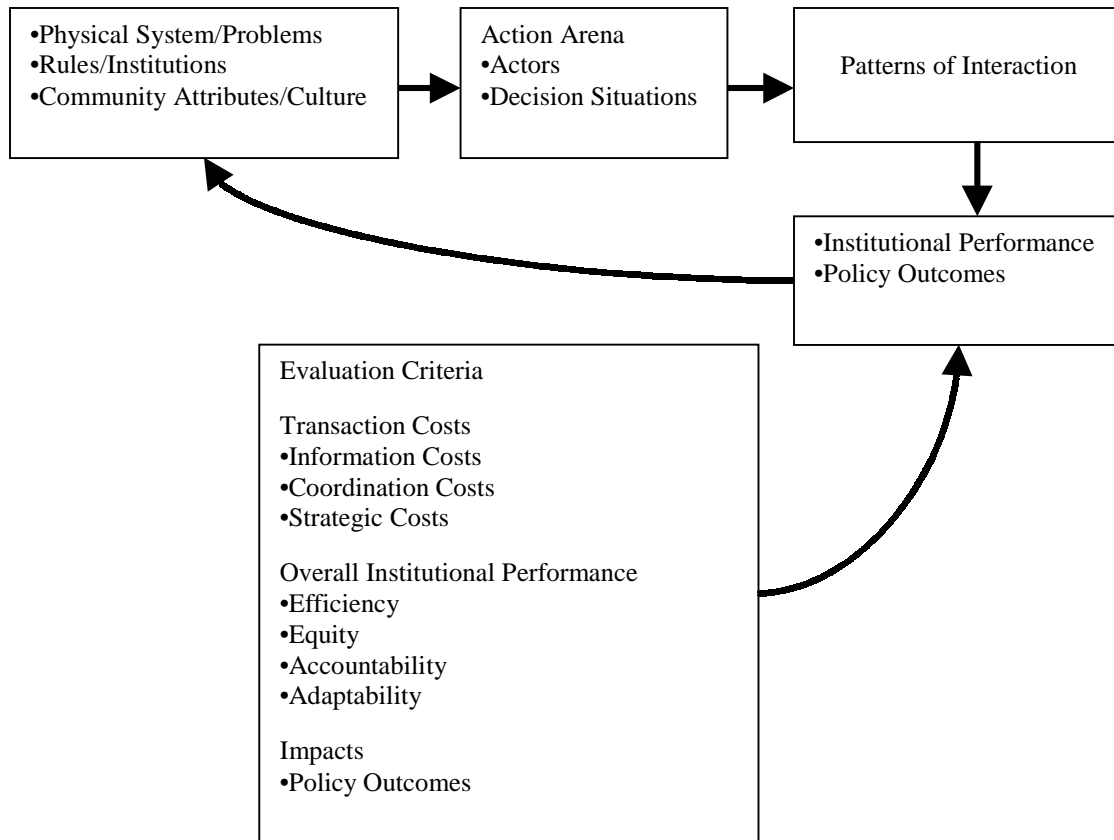 •Physical System/Problems
•Rules/Institutions
•Community Attributes/Culture
Action Arena
•Actors
•Decision Situations
Patterns of Interaction
•Institutional Performance
•Policy Outcomes
Evaluation Criteria
Transaction Costs
•Information Costs
•Coordination Costs
•Strategic Costs
Overall Institutional Performance
•Efficiency
•Equity
•Accountability
•Adaptability
Impacts
•Policy Outcomes